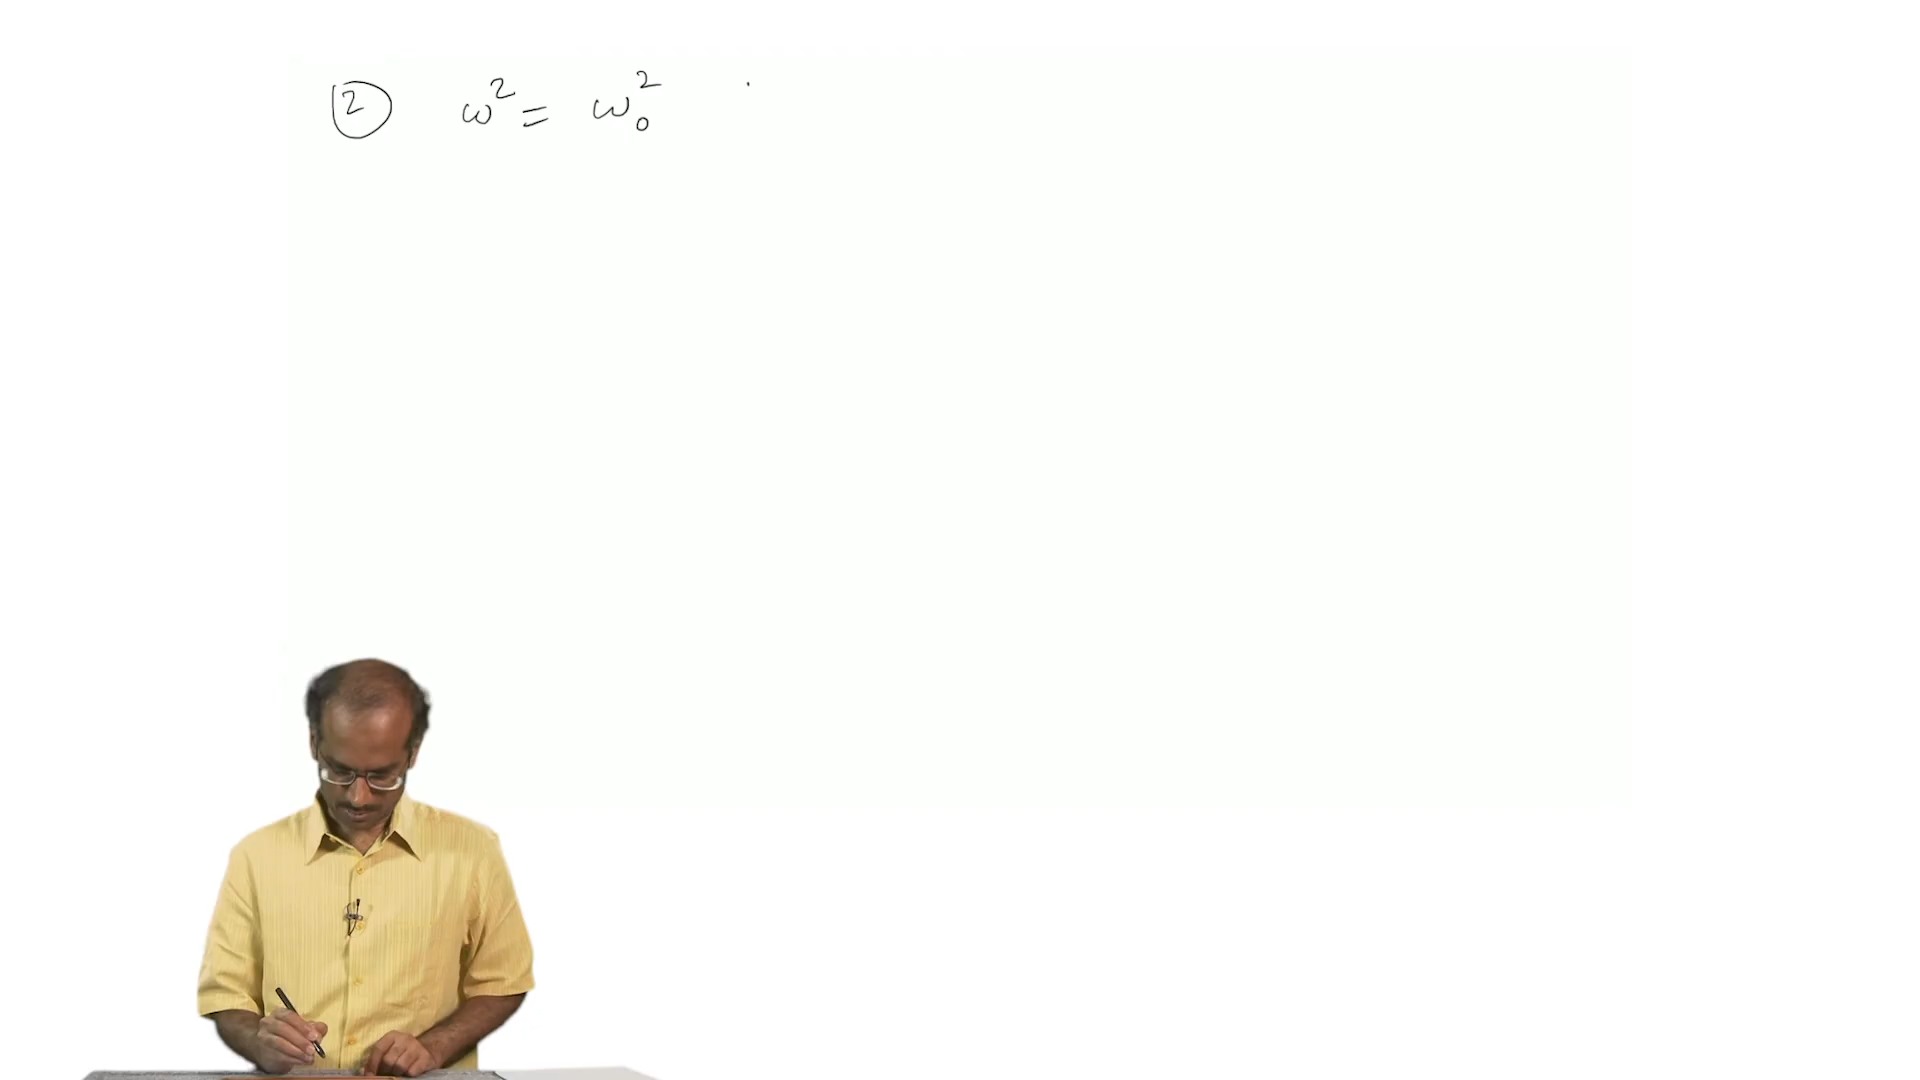 ② ω² = ω₀²